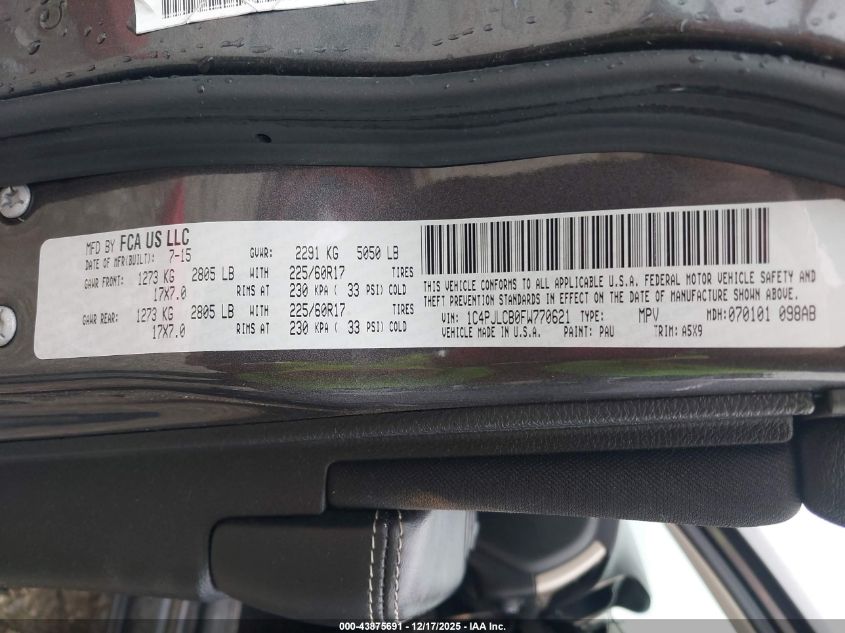 MFD BY FCA US LLC
DATE OF MFR(BUILT): 7-15 GVWR: 2291 KG 5050 LB
GAWR FRONT: 1273 KG 2805 LB WITH 225/60R17 TIRES
17X7.0 RIMS AT 230 KPA ( 33 PSI) COLD
GAWR REAR: 1273 KG 2805 LB WITH 225/60R17 TIRES
17X7.0 RIMS AT 230 KPA ( 33 PSI) COLD
THIS VEHICLE CONFORMS TO ALL APPLICABLE U.S.A. FEDERAL MOTOR VEHICLE SAFETY AND
THEFT PREVENTION STANDARDS IN EFFECT ON THE DATE OF MANUFACTURE SHOWN ABOVE.
VIN: 1C4PJLCB0FW770621 TYPE: MPV MDH:070101 098AB
VEHICLE MADE IN U.S.A. PAINT: PAU TRIM: A5X9
000-43875691 - 12/17/2025 - IAA Inc.